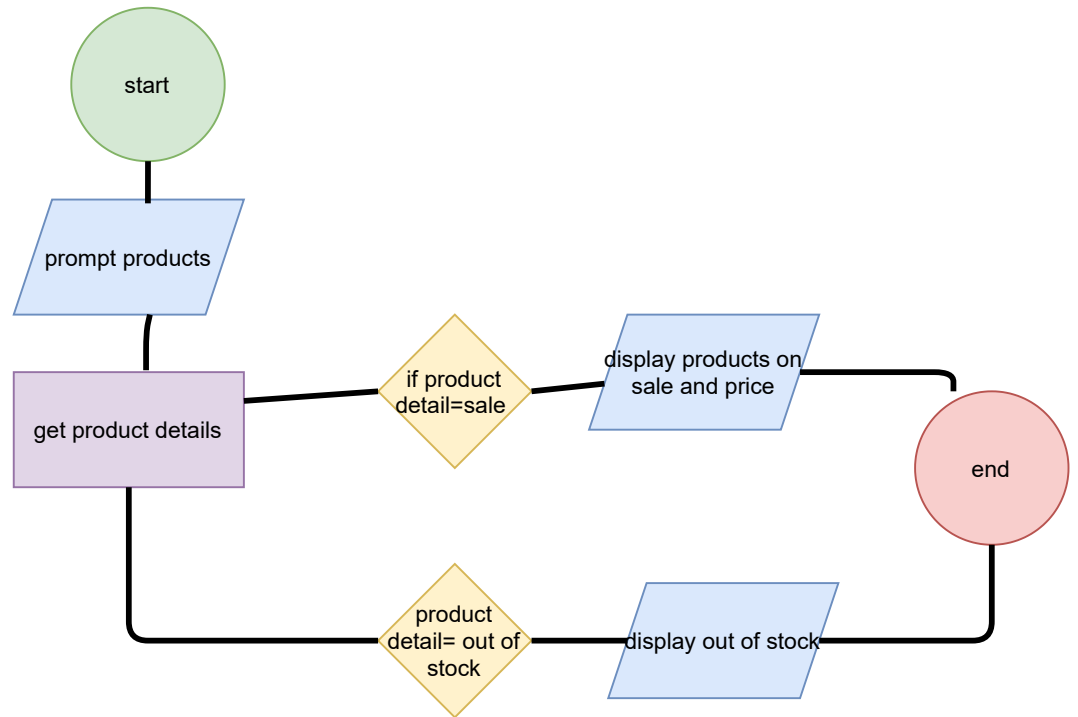 start
prompt products
get product details
if product
detail=sale
display products on
sale and price
end
product
detail= out of
stock
display out of stock